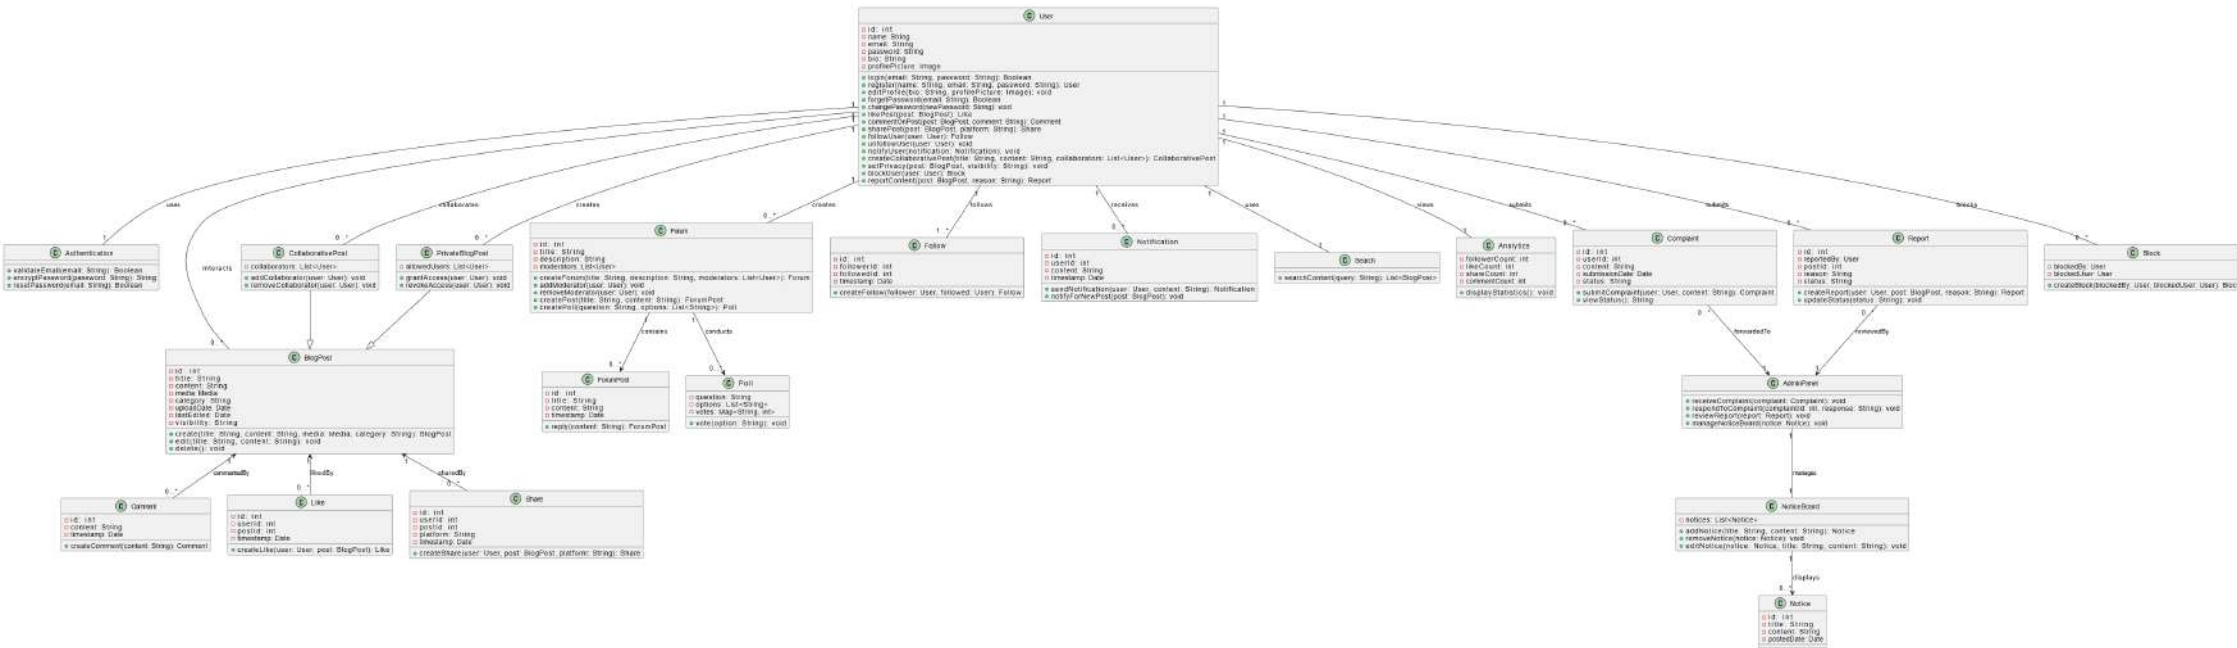 User
id: int
name: String
email: String
password: String
bio: String
profilePicture: Image
login(email: String, password: String): Boolean
register(name: String, email: String, password: String): User
editProfile(bio: String, profilePicture: Image): void
forgetPassword(email: String): Boolean
changePassword(newPassword: String): void
likePost(post: BlogPost): Like
commentOnPost(post: BlogPost, comment: String): Comment
sharePost(post: BlogPost, platform: String): Share
followUser(user: User): Follow
unfollowUser(user: User): void
notifyUser(notification: Notification): void
createCollaborativePost(title: String, content: String, collaborators: List<User>): CollaborativePost
setPrivacy(post: BlogPost, visibility: String): void
blockUser(user: User): Block
reportContent(post: BlogPost, reason: String): Report
uses
interacts
collaborates
creates
creates
follows
receives
uses
views
submits
submits
blocks
Authentication
validateEmail(email: String): Boolean
encryptPassword(password: String): String
resetPassword(email: String): Boolean
CollaborativePost
collaborators: List<User>
addCollaborator(user: User): void
removeCollaborator(user: User): void
PrivateBlogPost
allowedUsers: List<User>
grantAccess(user: User): void
revokeAccess(user: User): void
Forum
id: int
title: String
description: String
moderators: List<User>
createForum(title: String, description: String, moderators: List<User>): Forum
addModerator(user: User): void
removeModerator(user: User): void
createPost(title: String, content: String): ForumPost
createPoll(question: String, options: List<String>): Poll
Follow
id: int
followerId: int
followedId: int
timestamp: Date
createFollow(follower: User, followed: User): Follow
Notification
id: int
userId: int
content: String
timestamp: Date
sendNotification(user: User, content: String): Notification
notifyForNewPost(post: BlogPost): void
Search
searchContent(query: String): List<BlogPost>
Analytics
followerCount: int
likeCount: int
shareCount: int
commentCount: int
displayStatistics(): void
Complaint
id: int
userId: int
content: String
submissionDate: Date
status: String
submitComplaint(user: User, content: String): Complaint
viewStatus(): String
Report
id: int
reportedBy: User
postId: int
reason: String
status: String
createReport(user: User, post: BlogPost, reason: String): Report
updateStatus(status: String): void
Block
blockedBy: User
blockedUser: User
createBlock(blockedBy: User, blockedUser: User): Bloc
contains
conducts
forwardedTo
reviewedBy
BlogPost
id: int
title: String
content: String
media: Media
category: String
uploadDate: Date
lastEdited: Date
visibility: String
create(title: String, content: String, media: Media, category: String): BlogPost
edit(title: String, content: String): void
delete(): void
ForumPost
id: int
title: String
content: String
timestamp: Date
reply(content: String): ForumPost
Poll
question: String
options: List<String>
votes: Map<String, int>
vote(option: String): void
AdminPanel
receiveComplaint(complaint: Complaint): void
respondToComplaint(complaintId: int, response: String): void
reviewReport(report: Report): void
manageNoticeBoard(notice: Notice): void
commentedBy
likedBy
sharedBy
manages
Comment
id: int
content: String
timestamp: Date
createComment(content: String): Comment
Like
id: int
userId: int
postId: int
timestamp: Date
createLike(user: User, post: BlogPost): Like
Share
id: int
userId: int
postId: int
platform: String
timestamp: Date
createShare(user: User, post: BlogPost, platform: String): Share
NoticeBoard
notices: List<Notice>
addNotice(title: String, content: String): Notice
removeNotice(notice: Notice): void
editNotice(notice: Notice, title: String, content: String): void
displays
Notice
id: int
title: String
content: String
postedDate: Date